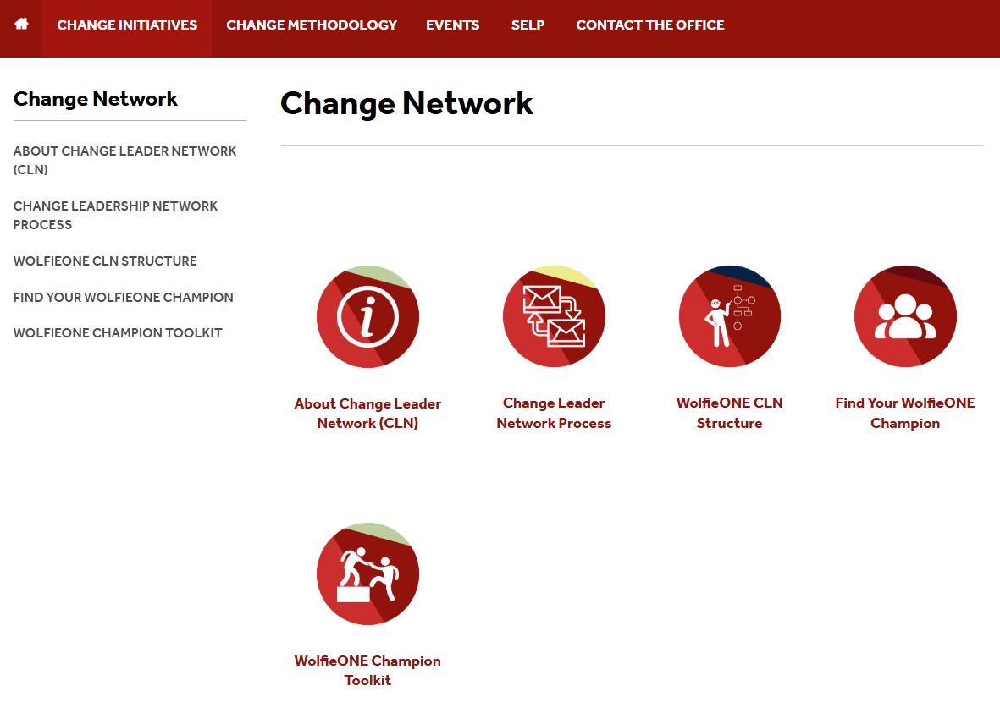 CHANGE INITIATIVES CHANGE METHODOLOGY EVENTS SELP CONTACT THE OFFICE
Change Network
ABOUT CHANGE LEADER NETWORK
(CLN)
CHANGE LEADERSHIP NETWORK
PROCESS
WOLFIEONE CLN STRUCTURE
FIND YOUR WOLFIEONE CHAMPION
WOLFIEONE CHAMPION TOOLKIT
Change Network
i
About Change Leader
Network (CLN)
Change Leader
Network Process
WolfieONE CLN
Structure
Find Your WolfieONE
Champion
WolfieONE Champion
Toolkit